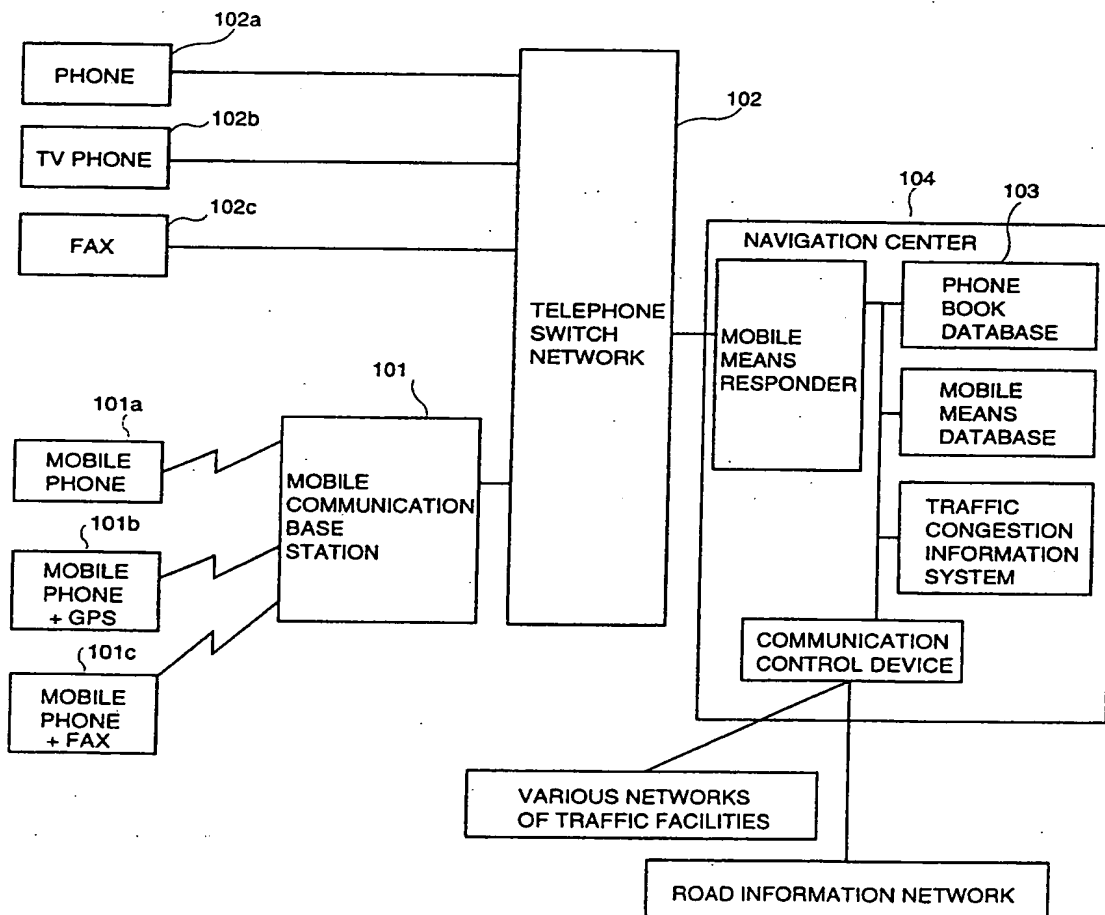 102a
PHONE
102b
TV PHONE
102c
FAX
102
TELEPHONE
SWITCH
NETWORK
104
103
NAVIGATION CENTER
MOBILE
MEANS
RESPONDER
PHONE
BOOK
DATABASE
MOBILE
MEANS
DATABASE
TRAFFIC
CONGESTION
INFORMATION
SYSTEM
COMMUNICATION
CONTROL DEVICE
101
MOBILE
COMMUNICATION
BASE
STATION
101a
MOBILE
PHONE
101b
MOBILE
PHONE
+ GPS
101c
MOBILE
PHONE
+ FAX
VARIOUS NETWORKS
OF TRAFFIC FACILITIES
ROAD INFORMATION NETWORK